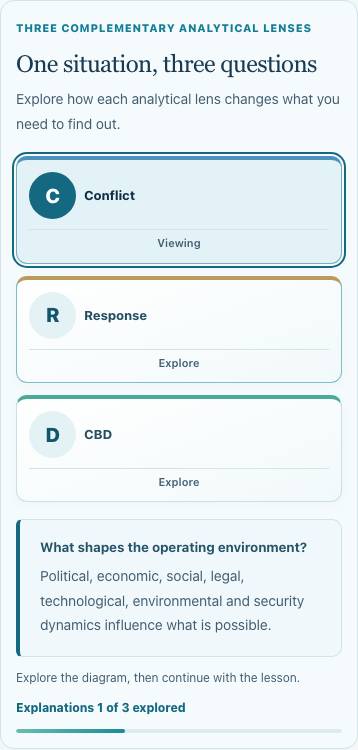 THREE COMPLEMENTARY ANALYTICAL LENSES
One situation, three questions
Explore how each analytical lens changes what you
need to find out.
C Conflict
Viewing
R Response
Explore
D CBD
Explore
What shapes the operating environment?
Political, economic, social, legal,
technological, environmental and security
dynamics influence what is possible.
Explore the diagram, then continue with the lesson.
Explanations 1 of 3 explored